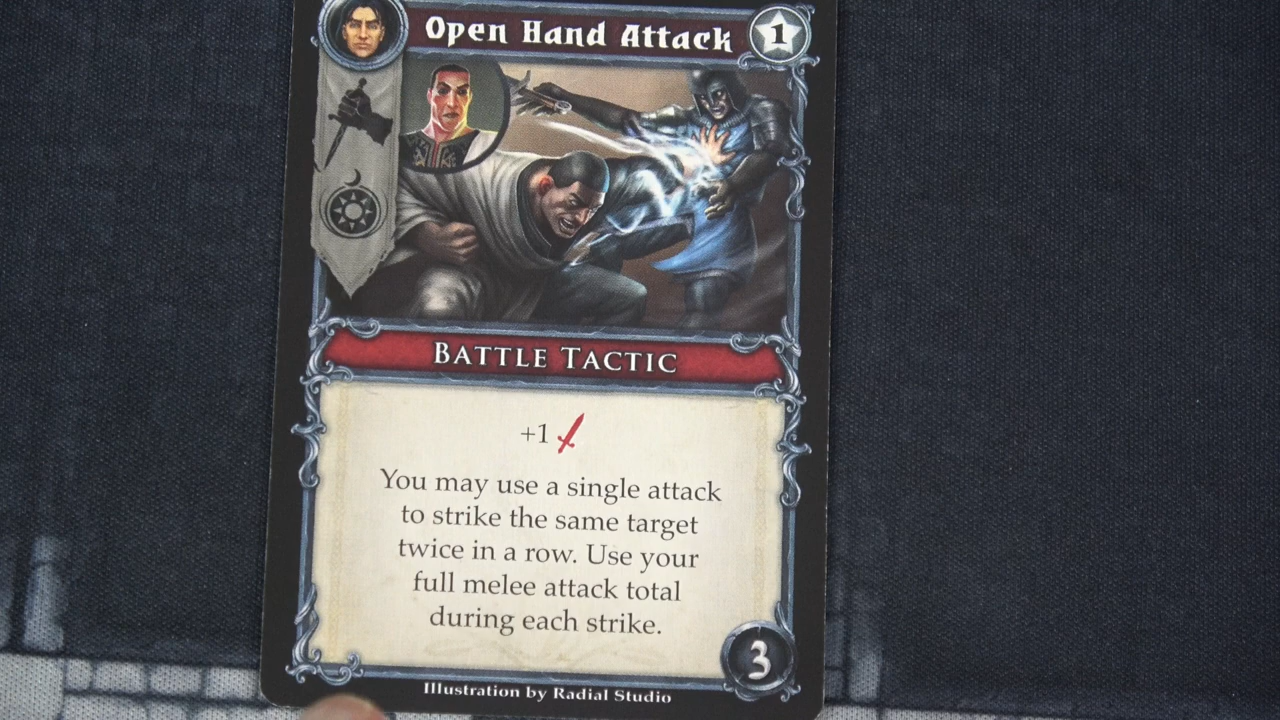 Open Hand Attack
1
Battle Tactic
+1
You may use a single attack
to strike the same target
twice in a row. Use your
full melee attack total
during each strike.
3
Illustration by Radial Studio